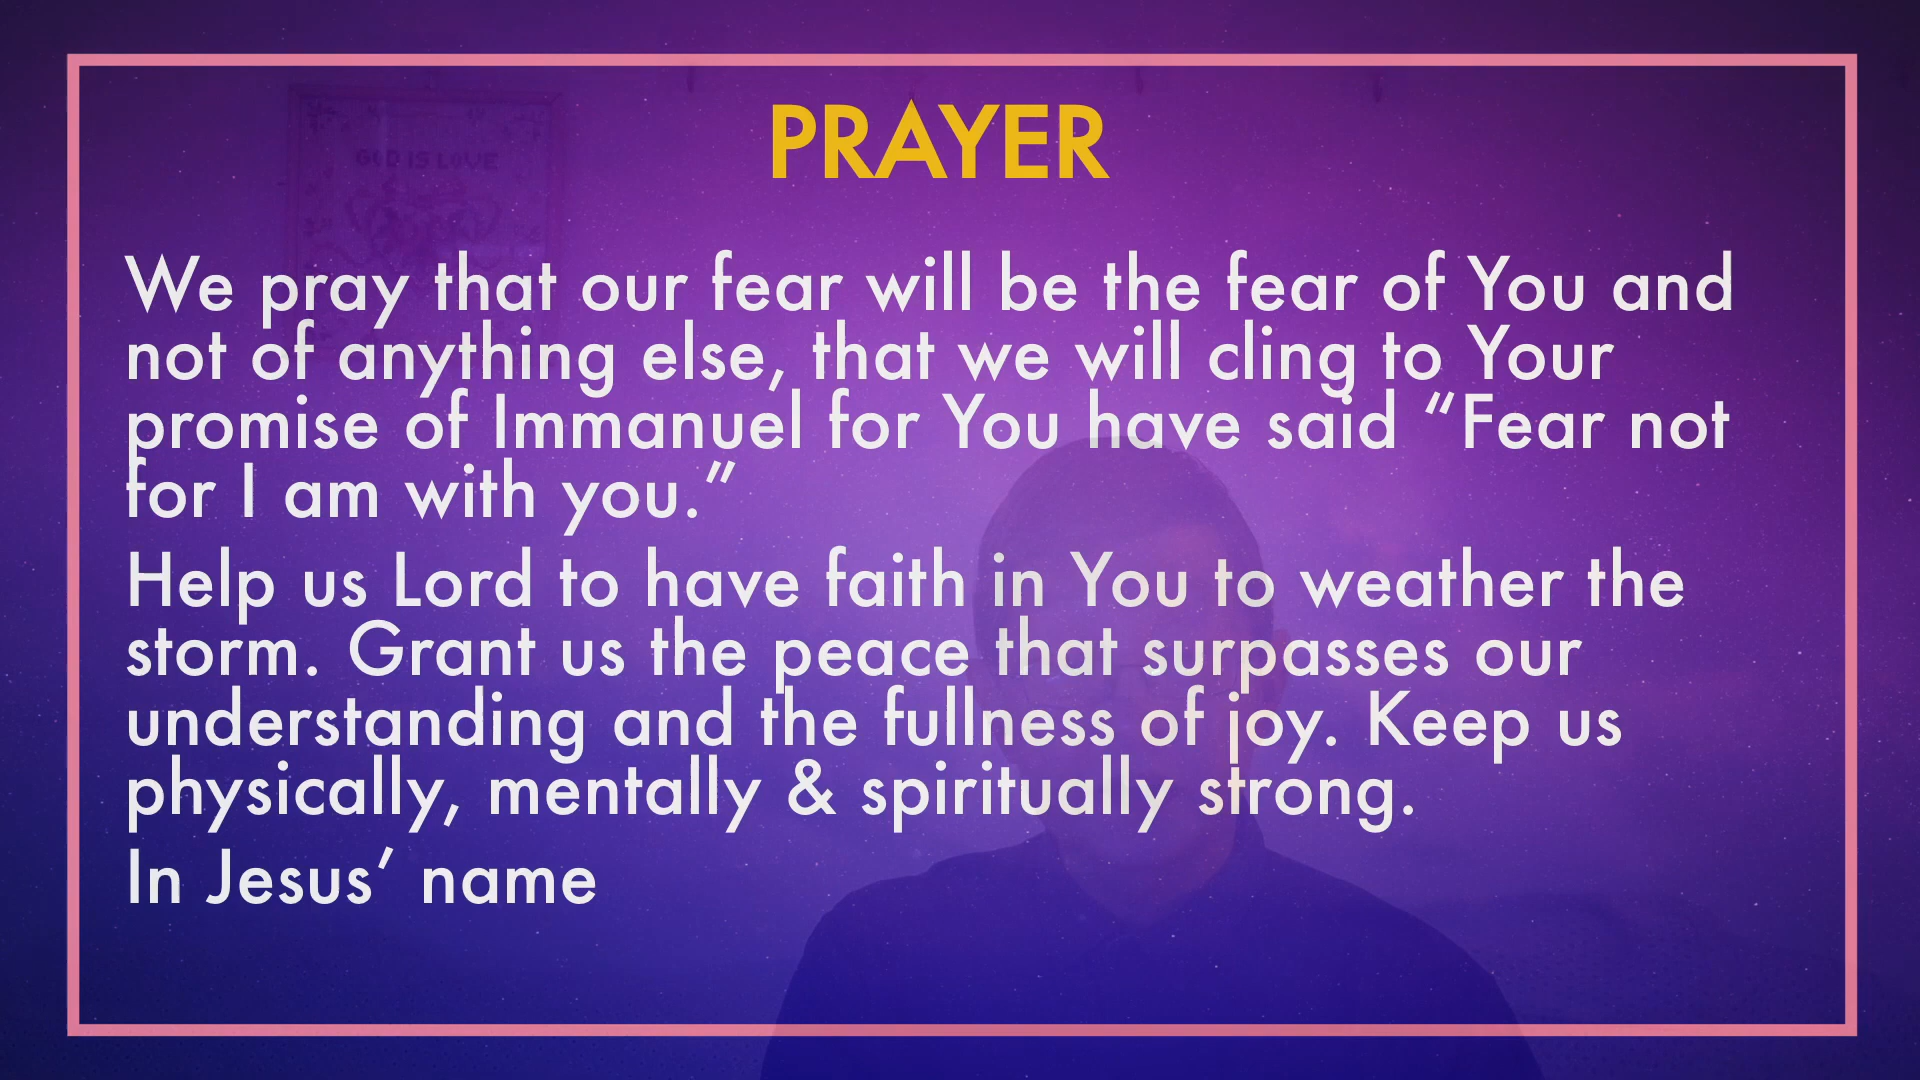 GOD IS LOVE
PRAYER
We pray that our fear will be the fear of You and
not of anything else, that we will cling to Your
promise of Immanuel for You have said “Fear not
for I am with you.”
Help us Lord to have faith in You to weather the
storm. Grant us the peace that surpasses our
understanding and the fullness of joy. Keep us
physically, mentally & spiritually strong.
In Jesus’ name